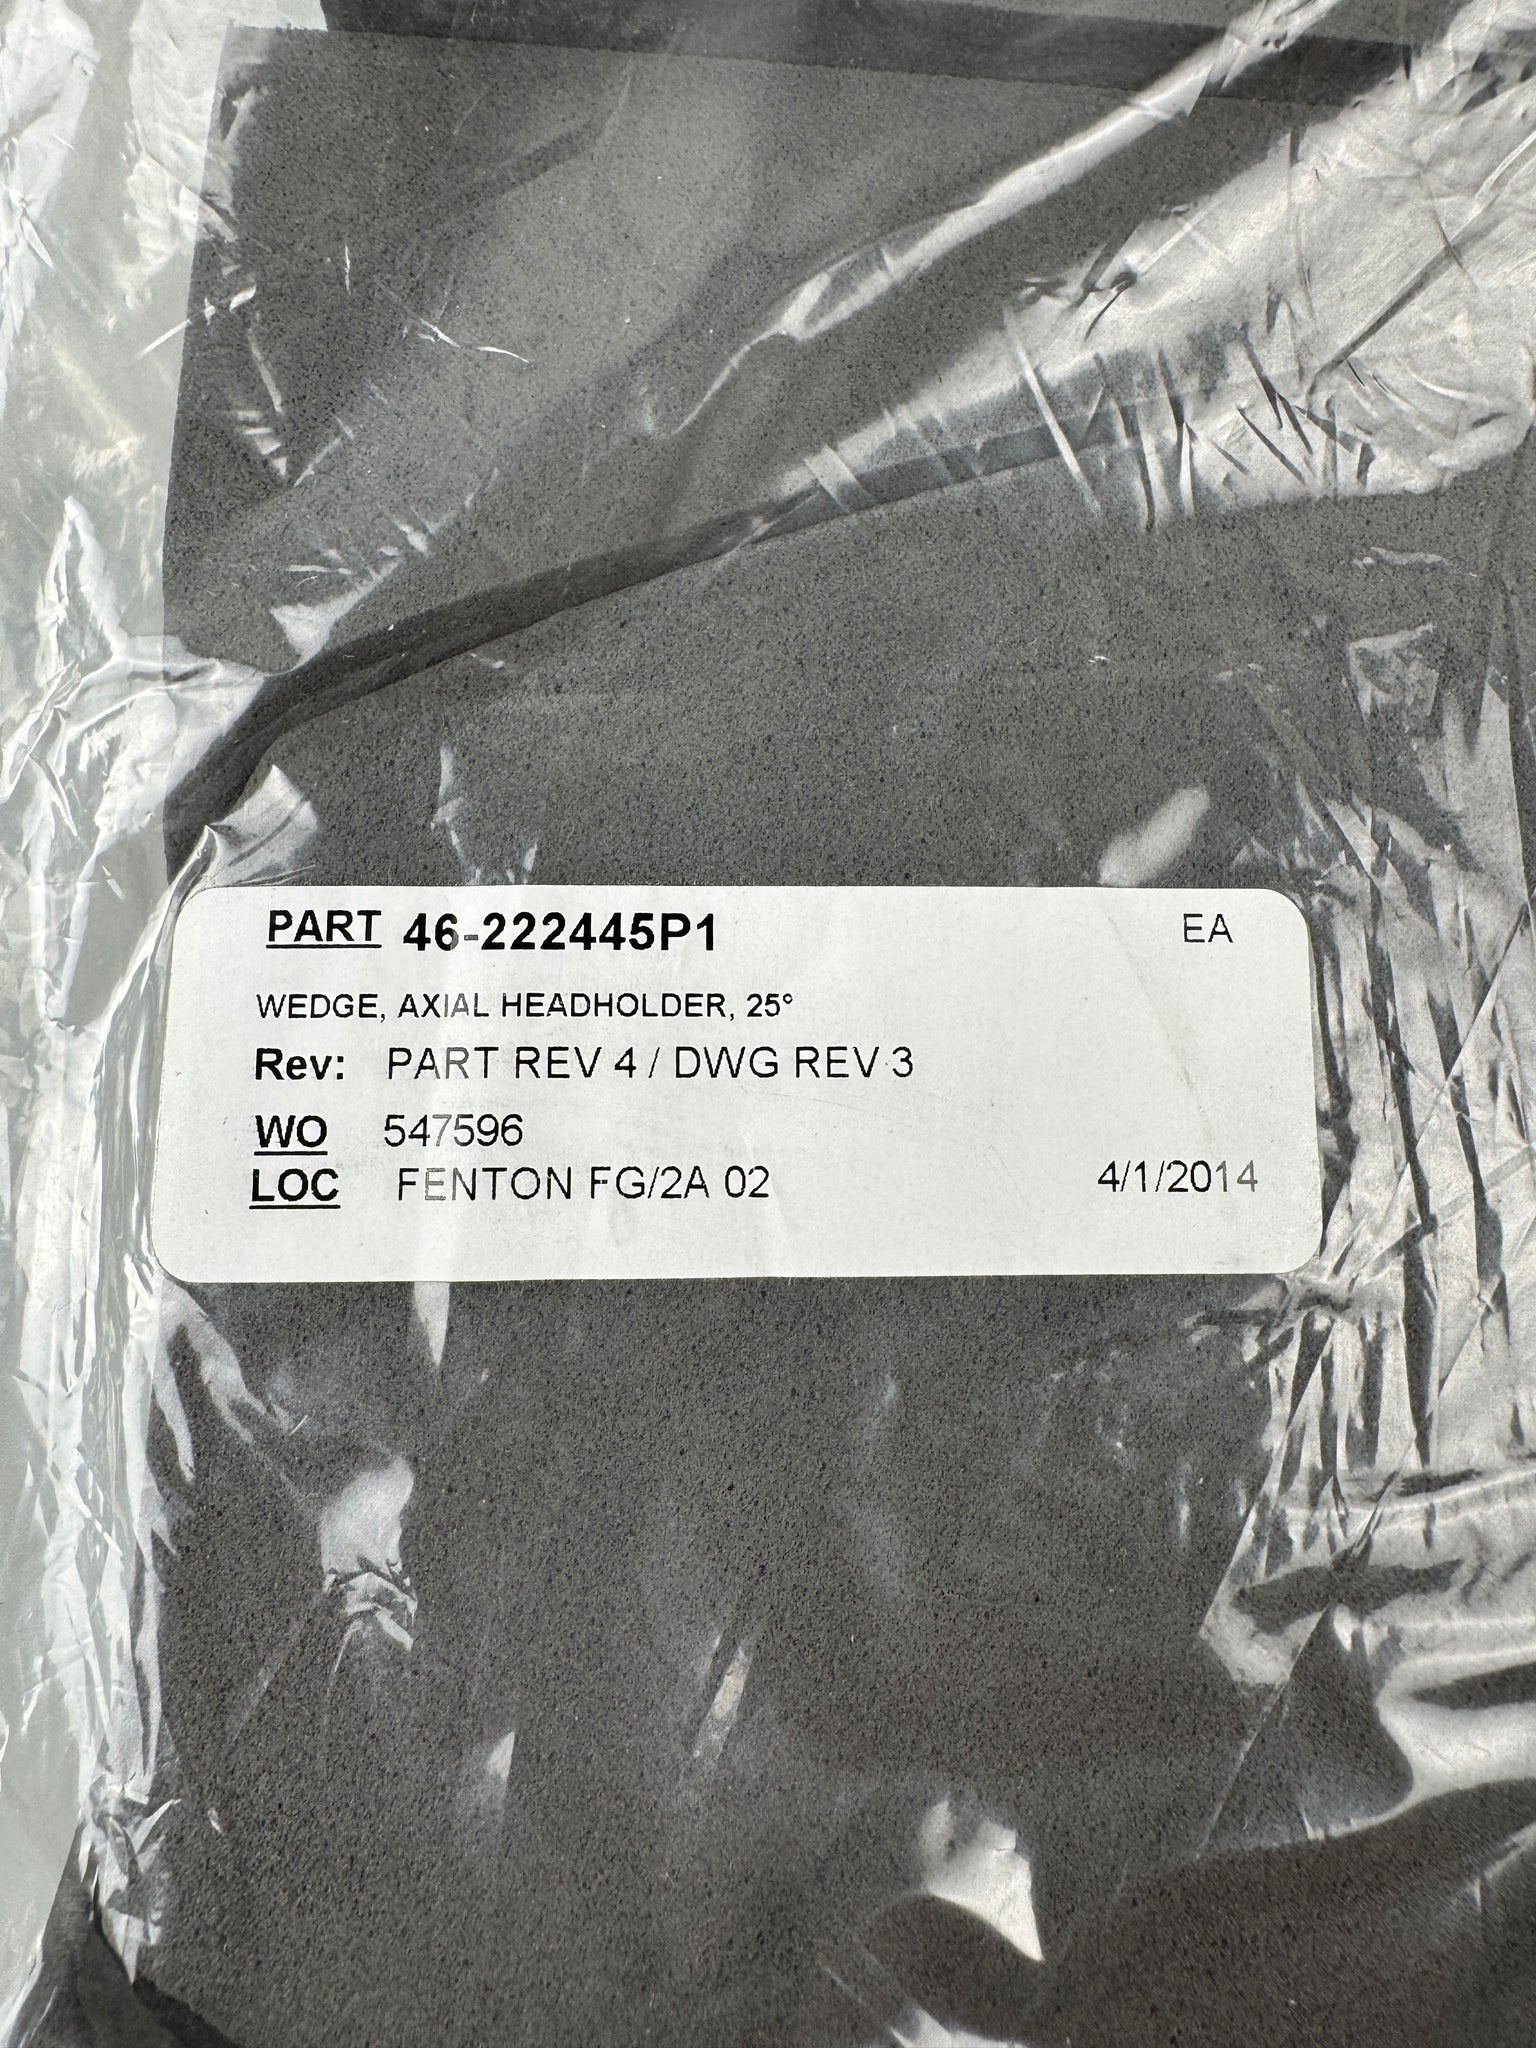 PART 46-222445P1 EA
WEDGE, AXIAL HEADHOLDER, 25°
Rev: PART REV 4 / DWG REV 3
WO 547596
LOC FENTON FG/2A 02 4/1/2014